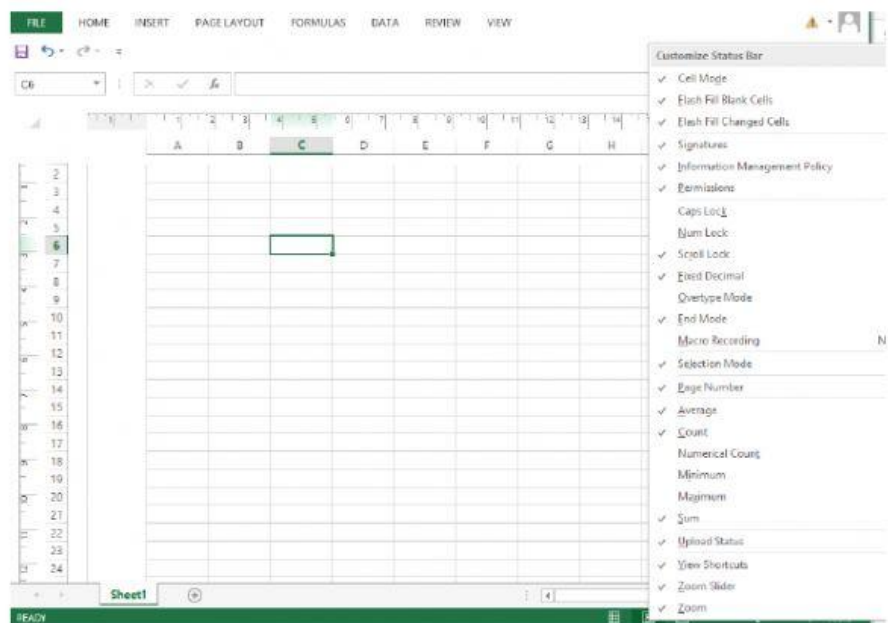 FILE HOME INSERT PAGE LAYOUT FORMULAS DATA REVIEW VIEW
C6 fx
Customize Status Bar
Cell Mode
Flash Fill Blank Cells
Flash Fill Changed Cells
Signatures
Information Management Policy
Permissions
Caps Lock
Num Lock
Scroll Lock
Fixed Decimal
Overtype Mode
End Mode
Macro Recording N
Selection Mode
Page Number
Average
Count
Numerical Count
Minimum
Maximum
Sum
Upload Status
View Shortcuts
Zoom Slider
Zoom
A B C D E F G H
2
3
4
5
6
7
8
9
10
11
12
13
14
15
16
17
18
19
20
21
22
23
24
Sheet1
READY